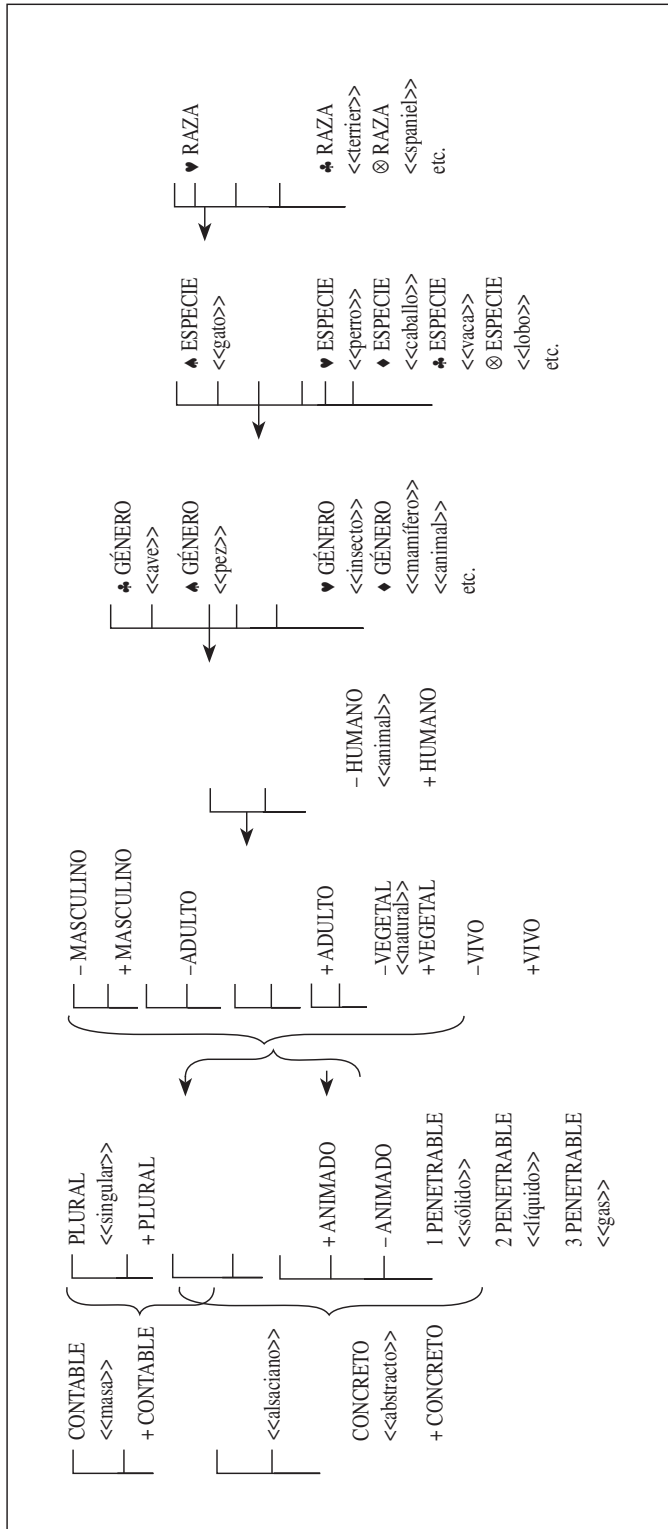 CONTABLE
<<masa>>
+ CONTABLE
<<alsaciano>>
CONCRETO
<<abstracto>>
+ CONCRETO
PLURAL
<<singular>>
+ PLURAL
+ ANIMADO
– ANIMADO
1 PENETRABLE
<<sólido>>
2 PENETRABLE
<<líquido>>
3 PENETRABLE
<<gas>>
– MASCULINO
+ MASCULINO
–ADULTO
+ ADULTO
– VEGETAL
<<natural>>
+ VEGETAL
–VIVO
+VIVO
– HUMANO
<<animal>>
+ HUMANO
♣ GÉNERO
<<ave>>
♠ GÉNERO
<<pez>>
♥ GÉNERO
<<insecto>>
♦ GÉNERO
<<mamífero>>
<<animal>>
etc.
♠ ESPECIE
<<gato>>
♥ ESPECIE
<<perro>>
♦ ESPECIE
<<caballo>>
♣ ESPECIE
<<vaca>>
⊗ ESPECIE
<<lobo>>
etc.
♥ RAZA
♣ RAZA
<<terrier>>
⊗ RAZA
<<spaniel>>
etc.